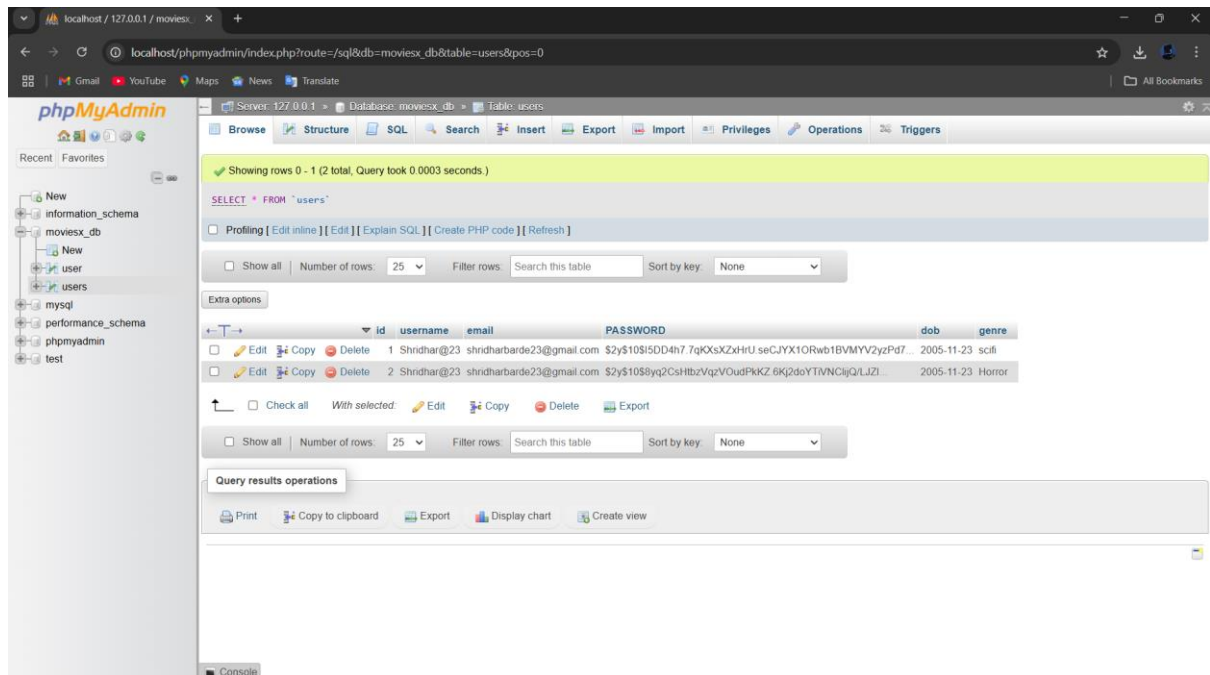 localhost / 127.0.0.1 / moviesx_
localhost/phpmyadmin/index.php?route=/sql&db=moviesx_db&table=users&pos=0
Gmail YouTube Maps News Translate All Bookmarks
phpMyAdmin
Recent Favorites
New
information_schema
moviesx_db
New
user
users
mysql
performance_schema
phpmyadmin
test
Server: 127.0.0.1 » Database: moviesx_db » Table: users
Browse Structure SQL Search Insert Export Import Privileges Operations Triggers
Showing rows 0 - 1 (2 total, Query took 0.0003 seconds.)
SELECT * FROM `users`
Profiling [ Edit inline ] [ Edit ] [ Explain SQL ] [ Create PHP code ] [ Refresh ]
Show all | Number of rows: 25 Filter rows: Search this table Sort by key: None
Extra options
←T→ id username email PASSWORD dob genre
Edit Copy Delete 1 Shridhar@23 shridharbarde23@gmail.com 2005-11-23 scifi
Edit Copy Delete 2 Shridhar@23 shridharbarde23@gmail.com 2005-11-23 Horror
Check all With selected: Edit Copy Delete Export
Show all | Number of rows: 25 Filter rows: Search this table Sort by key: None
Query results operations
Print Copy to clipboard Export Display chart Create view
Console